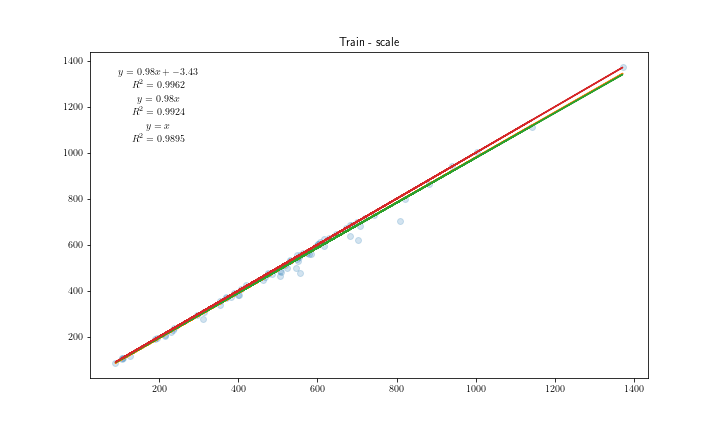 Train - scale
1400
1200
1000
800
600
400
200
y = 0.98x + −3.43
R² = 0.9962
y = 0.98x
R² = 0.9924
y = x
R² = 0.9895
200 400 600 800 1000 1200 1400